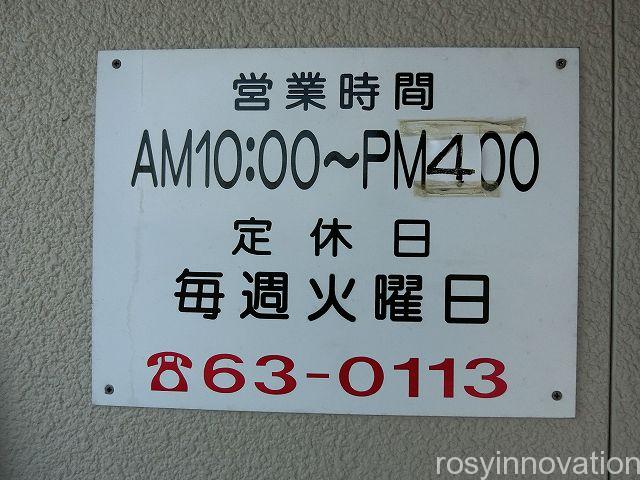 営業時間
AM10:00~PM4 00
定休日
毎週火曜日
☎63-0113
rosyinnovation